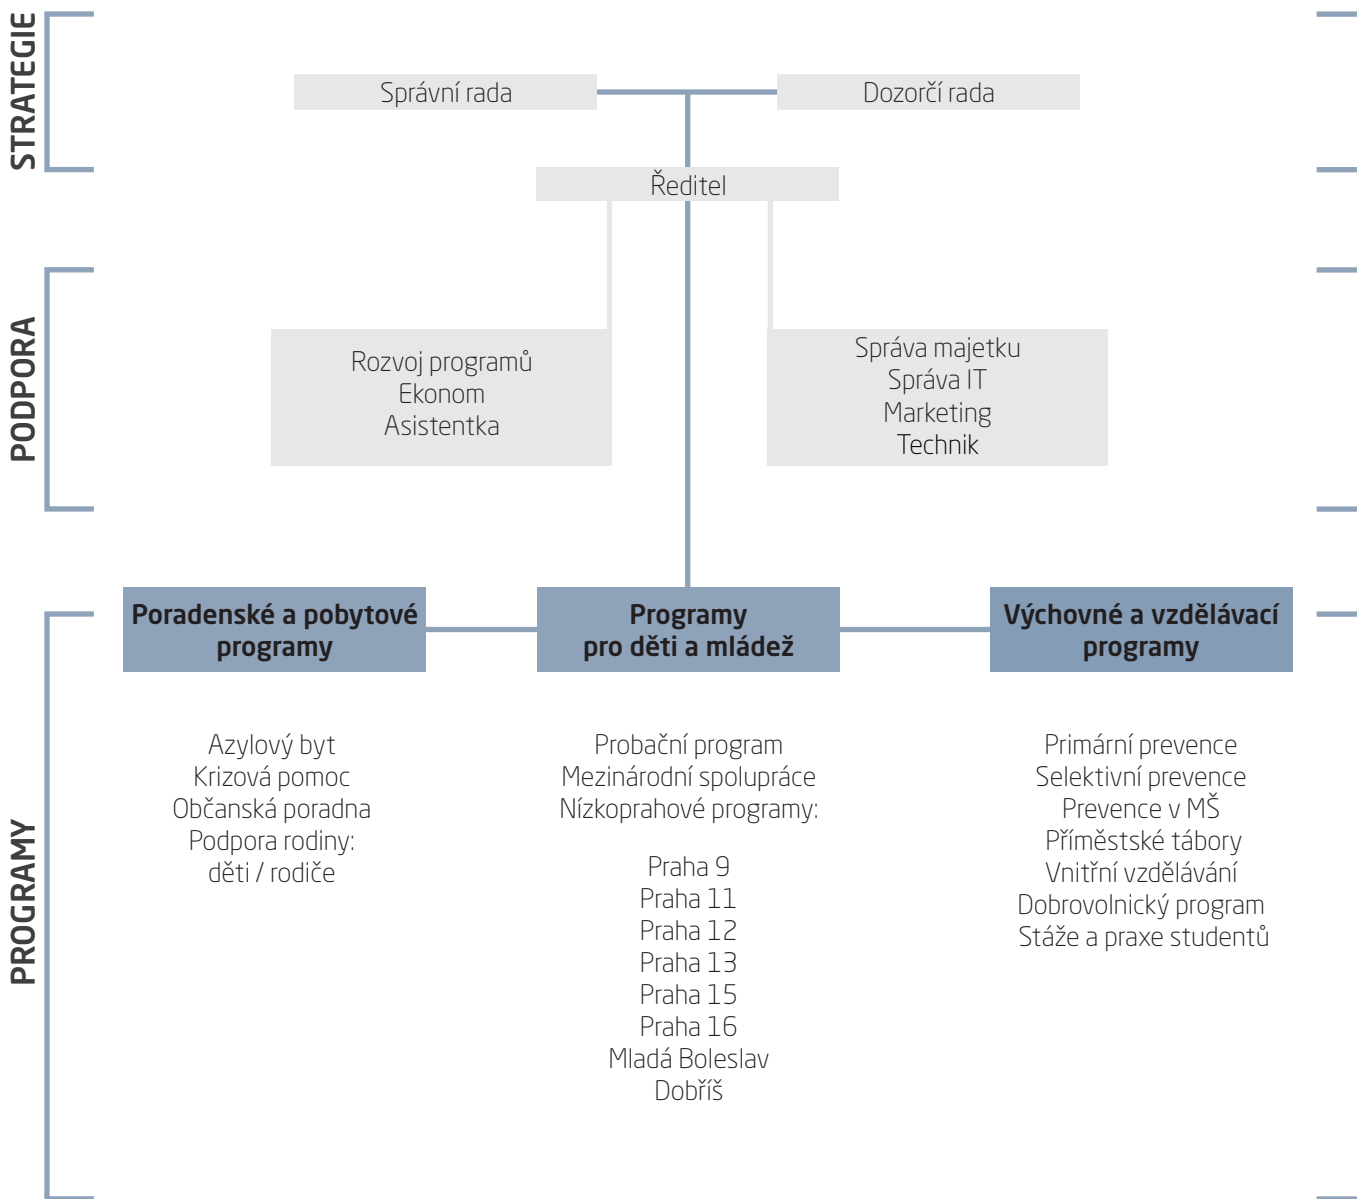 STRATEGIE
Správní rada
Dozorčí rada
Ředitel
PODPORA
Rozvoj programů
Ekonom
Asistentka
Správa majetku
Správa IT
Marketing
Technik
PROGRAMY
Poradenské a pobytové
programy
Azylový byt
Krizová pomoc
Občanská poradna
Podpora rodiny:
děti / rodiče
Programy
pro děti a mládež
Probační program
Mezinárodní spolupráce
Nízkoprahové programy:
Praha 9
Praha 11
Praha 12
Praha 13
Praha 15
Praha 16
Mladá Boleslav
Dobříš
Výchovné a vzdělávací
programy
Primární prevence
Selektivní prevence
Prevence v MŠ
Příměstské tábory
Vnitřní vzdělávání
Dobrovolnický program
Stáže a praxe studentů